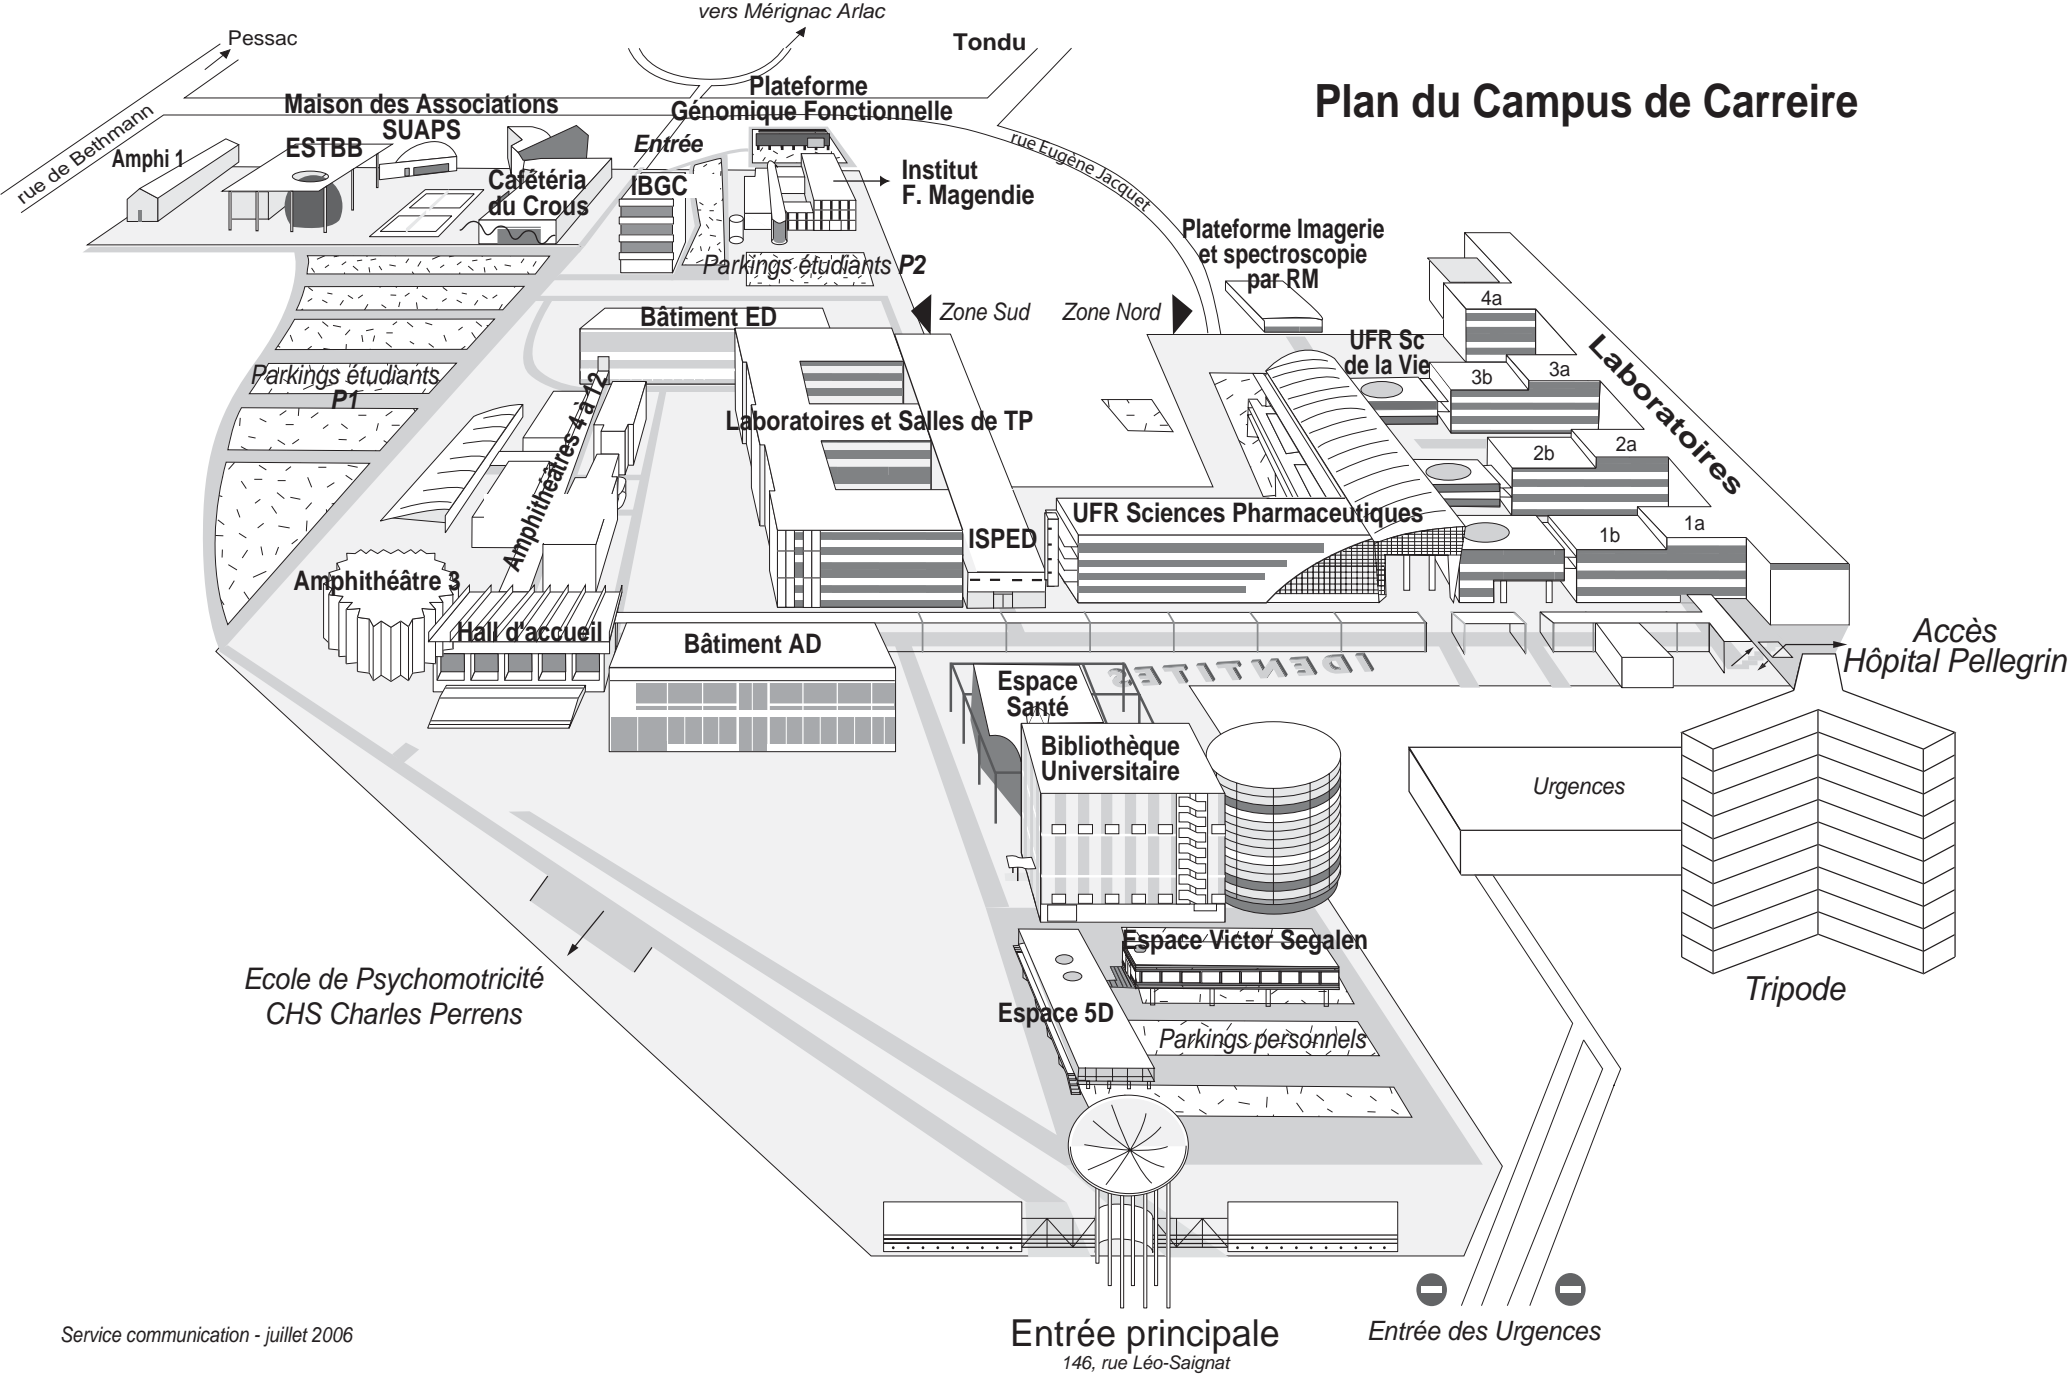 vers Mérignac Arlac
Pessac
Tondu
rue de Bethmann
Plan du Campus de Carreire
Maison des Associations
SUAPS
Plateforme
Génomique Fonctionnelle
Amphi 1
ESTBB
Entrée
rue Eugène Jacquet
Cafétéria
du Crous
IBGC
Institut
F. Magendie
Plateforme Imagerie
et spectroscopie
par RM
Parkings étudiants P2
Zone Sud
Zone Nord
Bâtiment ED
4a
UFR Sc
de la Vie
3b
3a
Laboratoires
Parkings étudiants
P1
Amphithéâtres 4 à 12
Laboratoires et Salles de TP
2b
2a
ISPED
UFR Sciences Pharmaceutiques
1b
1a
Amphithéâtre 3
Hall d'accueil
Bâtiment AD
IDENTITES
Accès
Hôpital Pellegrin
Espace
Santé
Bibliothèque
Universitaire
Urgences
Espace Victor Segalen
Ecole de Psychomotricité
CHS Charles Perrens
Espace 5D
Parkings personnels
Tripode
Entrée principale
146, rue Léo-Saignat
Entrée des Urgences
Service communication - juillet 2006